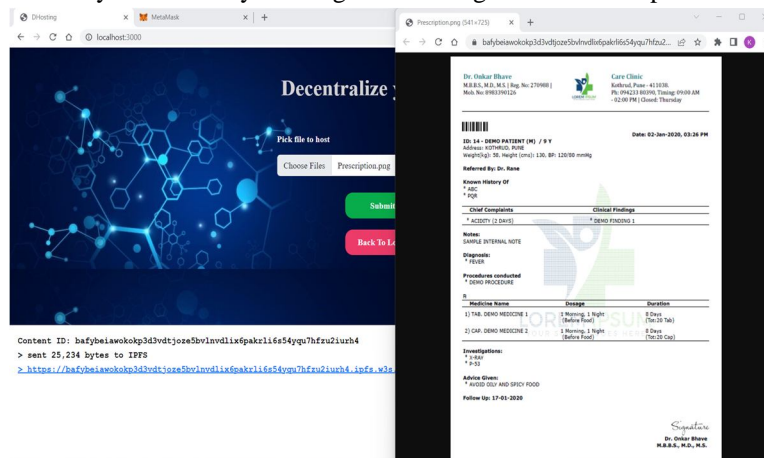 DHosting
MetaMask
localhost:3000
Decentralize
Pick file to host
Choose Files Prescription.png
Submit
Back To Lo
Content ID: bafybeiawokokp3d3vdtjoze5bvlnvdlix6pakrli6s54yqu7hfzu2iurh4
> sent 25,234 bytes to IPFS
> https://bafybeiawokokp3d3vdtjoze5bvlnvdlix6pakrli6s54yqu7hfzu2iurh4.ipfs.w3s.
Prescription.png (541×725)
bafybeiawokokp3d3vdtjoze5bvlnvdlix6pakrli6s54yqu7hfzu2...
K
Dr. Onkar Bhave
M.B.B.S., M.D., M.S. | Reg. No: 270988 |
Mob. No: 8983390126
Care Clinic
Kothrud, Pune - 411038.
Ph: 094233 80390, Timing: 09:00 AM
- 02:00 PM | Closed: Thursday
Date: 02-Jan-2020, 03:26 PM
ID: 14 - DEMO PATIENT (M) / 9 Y
Address: KOTHRUD, PUNE
Weight(kg): 50, Height (cms): 130, BP: 120/80 mmHg
Referred By: Dr. Rane
Known History Of
* ABC
* PQR
Chief Complaints Clinical Findings
* ACIDITY (2 DAYS) * DEMO FINDING 1
Notes:
SAMPLE INTERNAL NOTE
Diagnosis:
* FEVER
Procedures conducted
* DEMO PROCEDURE
R
Medicine Name Dosage Duration
1) TAB. DEMO MEDICINE 1 1 Morning, 1 Night 8 Days
(Before Food) (Tot:20 Tab)
2) CAP. DEMO MEDICINE 2 1 Morning, 1 Night 8 Days
(Before Food) (Tot:20 Cap)
LOREM IPSUM
Investigations:
* X-RAY
* P-53
Advice Given:
* AVOID OILY AND SPICY FOOD
Follow Up: 17-01-2020
Signature
Dr. Onkar Bhave
M.B.B.S., M.D., M.S.